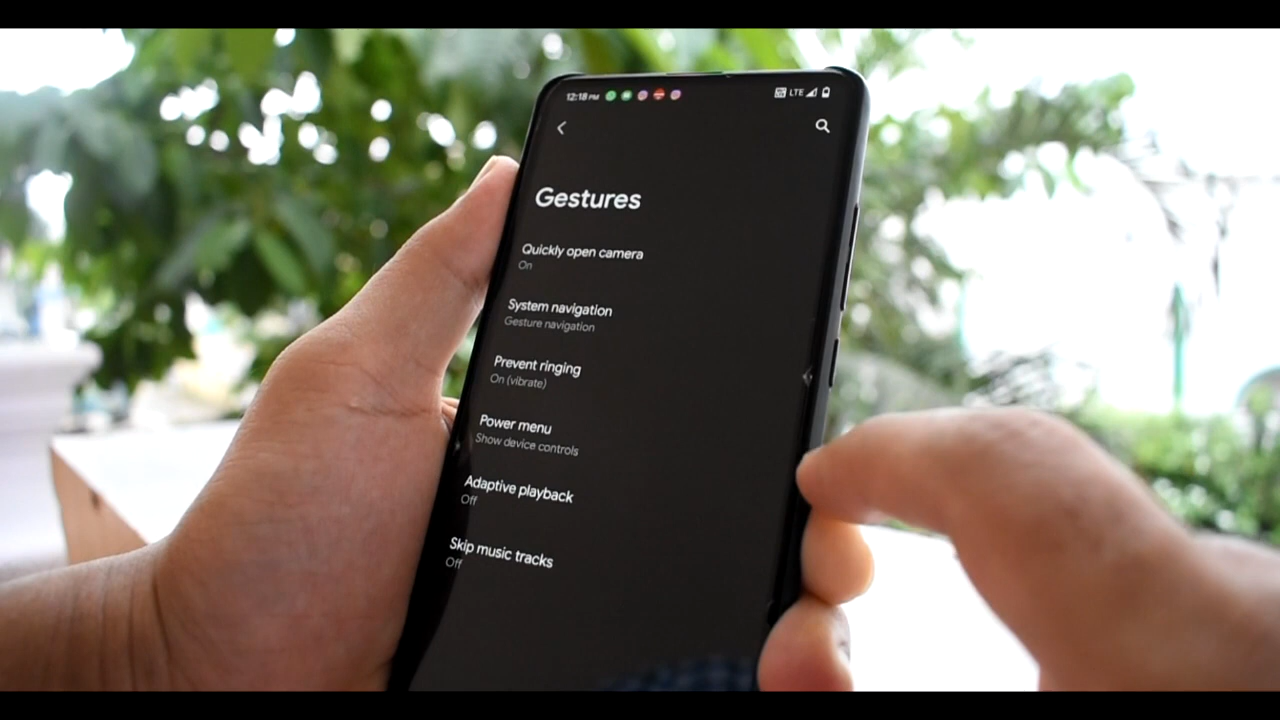 12:18 PM LTE
Gestures
Quickly open camera
On
System navigation
Gesture navigation
Prevent ringing
On (vibrate)
Power menu
Show device controls
Adaptive playback
Off
Skip music tracks
Off